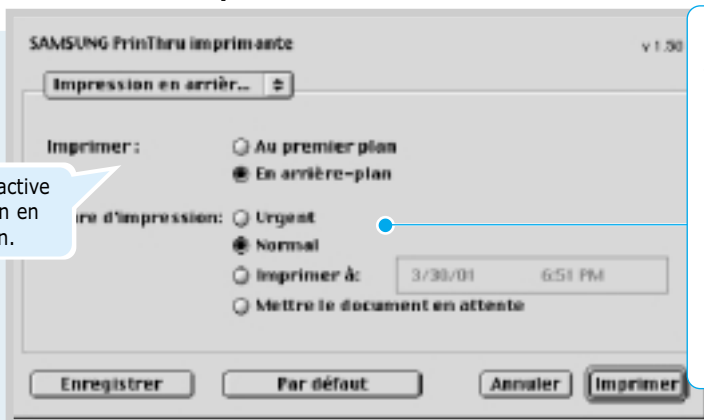 SAMSUNG PrinThru imprimante v 1.50
Impression en arrièr...
Imprimer :
Au premier plan
En arrière-plan
active
n en
n.
re d'impression:
Urgent
Normal
Imprimer à: 3/30/01 6:51 PM
Mettre le document en attente
Enregistrer Par défaut Annuler Imprimer